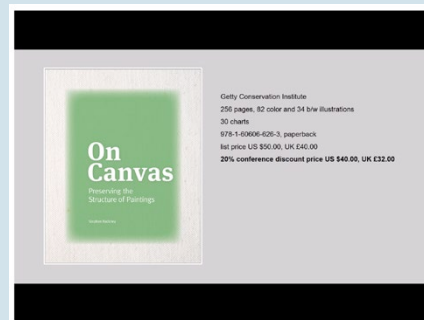 On
Canvas
Preserving the
Structure of Paintings
Getty Conservation Institute
256 pages, 82 color and 34 b/w illustrations
30 charts
978-1-60606-626-3, paperback
list price US $50.00, UK £40.00
20% conference discount price US $40.00, UK £32.00